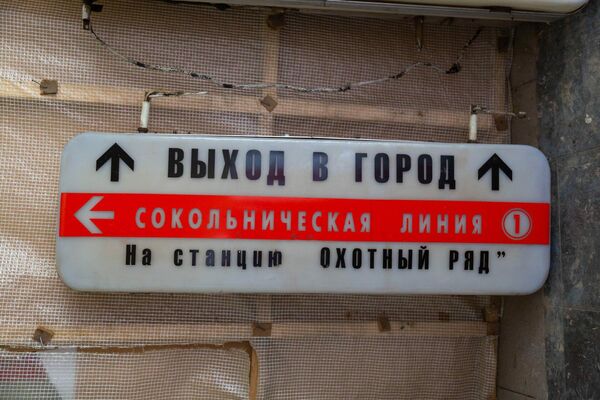 ВЫХОД В ГОРОД
СОКОЛЬНИЧЕСКАЯ ЛИНИЯ 1
На станцию ОХОТНЫЙ РЯД”